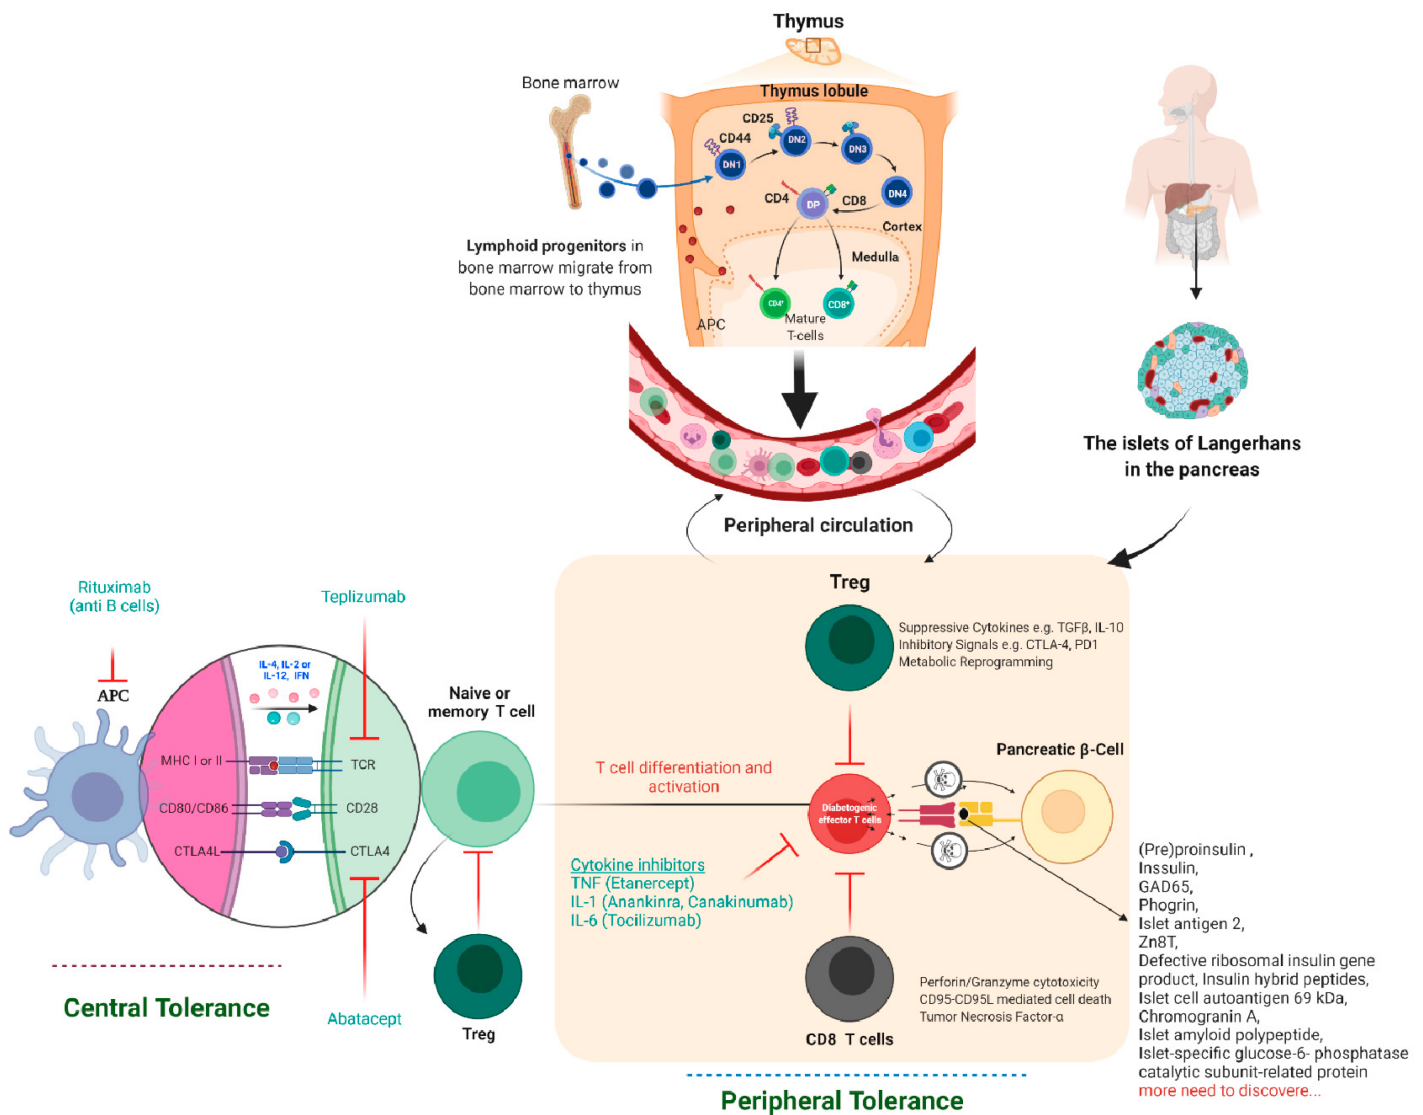 Thymus
Bone marrow
Thymus lobule
CD25
CD44
DN1
DN2
DN3
DN4
CD4
DP
CD8
Cortex
Medulla
CD4+
CD8+
APC
Mature
T-cells
Lymphoid progenitors in
bone marrow migrate from
bone marrow to thymus
The islets of Langerhans
in the pancreas
Peripheral circulation
Rituximab
(anti B cells)
Teplizumab
APC
IL-4, IL-2 or
IL-12, IFN
MHC I or II
TCR
CD80/CD86
CD28
CTLA4L
CTLA4
Naive or
memory T cell
Treg
Abatacept
Central Tolerance
Treg
Suppressive Cytokines e.g. TGFβ, IL-10
Inhibitory Signals e.g. CTLA-4, PD1
Metabolic Reprogramming
T cell differentiation and
activation
Diabetogenic
effector T cells
Pancreatic β-Cell
Cytokine inhibitors
TNF (Etanercept)
IL-1 (Anankinra, Canakinumab)
IL-6 (Tocilizumab)
Perforin/Granzyme cytotoxicity
CD95-CD95L mediated cell death
Tumor Necrosis Factor-α
CD8 T cells
Peripheral Tolerance
(Pre)proinsulin ,
Inssulin,
GAD65,
Phogrin,
Islet antigen 2,
Zn8T,
Defective ribosomal insulin gene
product, Insulin hybrid peptides,
Islet cell autoantigen 69 kDa,
Chromogranin A,
Islet amyloid polypeptide,
Islet-specific glucose-6- phosphatase
catalytic subunit-related protein
more need to discovere...